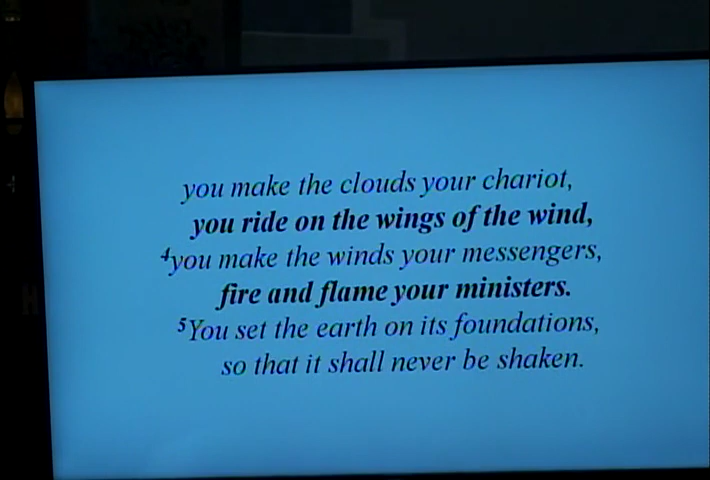 you make the clouds your chariot,
you ride on the wings of the wind,
⁴you make the winds your messengers,
fire and flame your ministers.
⁵You set the earth on its foundations,
so that it shall never be shaken.